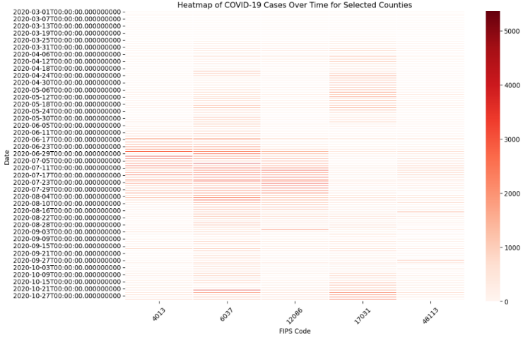 Heatmap of COVID-19 Cases Over Time for Selected Counties
2020-03-01T00:00:00.000000000
2020-03-07T00:00:00.000000000
2020-03-13T00:00:00.000000000
2020-03-19T00:00:00.000000000
2020-03-25T00:00:00.000000000
2020-03-31T00:00:00.000000000
2020-04-06T00:00:00.000000000
2020-04-12T00:00:00.000000000
2020-04-18T00:00:00.000000000
2020-04-24T00:00:00.000000000
2020-04-30T00:00:00.000000000
2020-05-06T00:00:00.000000000
2020-05-12T00:00:00.000000000
2020-05-18T00:00:00.000000000
2020-05-24T00:00:00.000000000
2020-05-30T00:00:00.000000000
2020-06-05T00:00:00.000000000
2020-06-11T00:00:00.000000000
2020-06-17T00:00:00.000000000
2020-06-23T00:00:00.000000000
2020-06-29T00:00:00.000000000
2020-07-05T00:00:00.000000000
2020-07-11T00:00:00.000000000
2020-07-17T00:00:00.000000000
2020-07-23T00:00:00.000000000
2020-07-29T00:00:00.000000000
2020-08-04T00:00:00.000000000
2020-08-10T00:00:00.000000000
2020-08-16T00:00:00.000000000
2020-08-22T00:00:00.000000000
2020-08-28T00:00:00.000000000
2020-09-03T00:00:00.000000000
2020-09-09T00:00:00.000000000
2020-09-15T00:00:00.000000000
2020-09-21T00:00:00.000000000
2020-09-27T00:00:00.000000000
2020-10-03T00:00:00.000000000
2020-10-09T00:00:00.000000000
2020-10-15T00:00:00.000000000
2020-10-21T00:00:00.000000000
2020-10-27T00:00:00.000000000
Date
4013
6037
12086
17031
48113
FIPS Code
5000
4000
3000
2000
1000
0